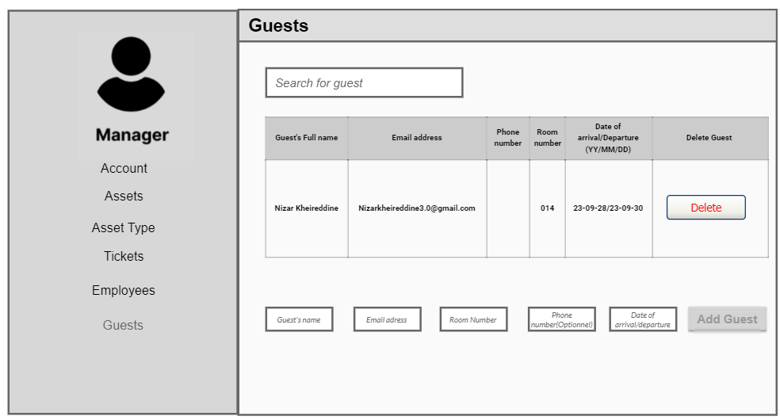 Guests
Manager
Account
Assets
Asset Type
Tickets
Employees
Guests
Search for guest
Guest's Full name
Email address
Phone
number
Room
number
Date of
arrival/Departure
(YY/MM/DD)
Delete Guest
Nizar Kheireddine
Nizarkheireddine3.0@gmail.com
014
23-09-28/23-09-30
Delete
Guest's name
Email adress
Room Number
Phone
number(Optionnel)
Date of
arrival/departure
Add Guest